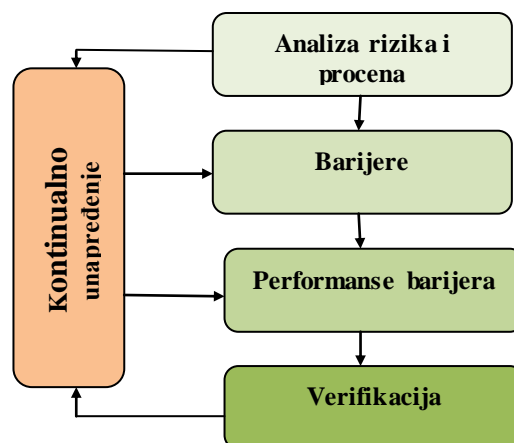 Analiza rizika i
procena
Kontinualno
unapređenje
Barijere
Performanse barijera
Verifikacija